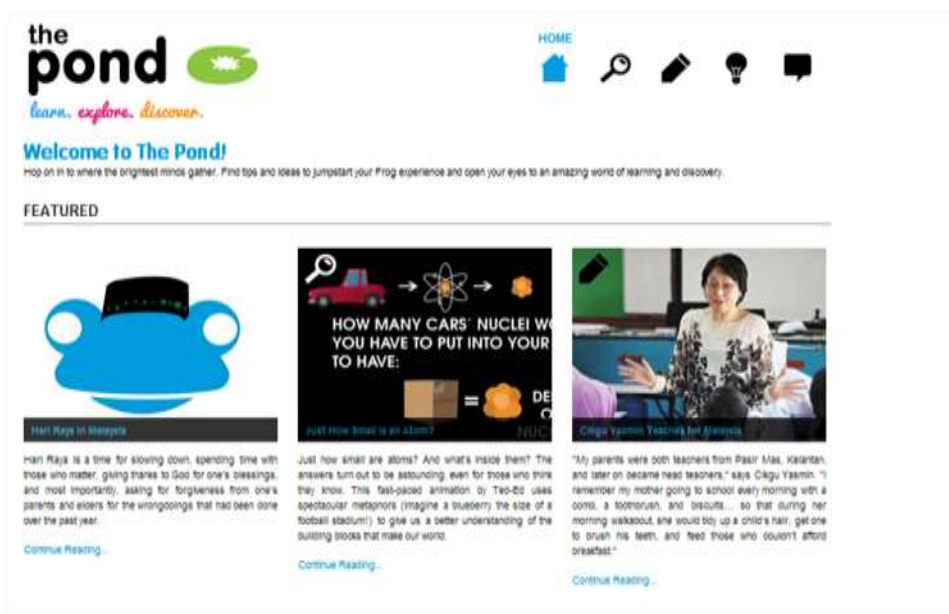 the
pond
learn. explore. discover.
HOME
Welcome to The Pond!
Hop on in to where the brightest minds gather. Find tips and ideas to jumpstart your Frog experience and open your eyes to an amazing world of learning and discovery.
FEATURED
Hari Raya in Malaysia
Hari Raya is a time for slowing down, spending time with
those who matter, giving thanks to God for one's blessings,
and most importantly, asking for forgiveness from one's
parents and elders for the wrongdoings that had been done
over the past year.
Continue Reading...
HOW MANY CARS' NUCLEI WO
YOU HAVE TO PUT INTO YOUR
TO HAVE:
= DE
NUC
Just How Small is an Atom?
Just how small are atoms? And what's inside them? The
answers turn out to be astounding, even for those who think
they know. This fast-paced animation by Ted-Ed uses
spectacular metaphors (imagine a blueberry the size of a
football stadium!) to give us a better understanding of the
building blocks that make our world.
Continue Reading...
Cikgu Yasmin Teaches for Malaysia
"My parents were both teachers from Pasir Mas, Kelantan,
and later on became head teachers," says Cikgu Yasmin. "I
remember my mother going to school every morning with a
comb, a toothbrush, and biscuits... so that during her
morning walkabout, she would tidy up a child's hair, get one
to brush his teeth, and feed those who couldn't afford
breakfast."
Continue Reading...